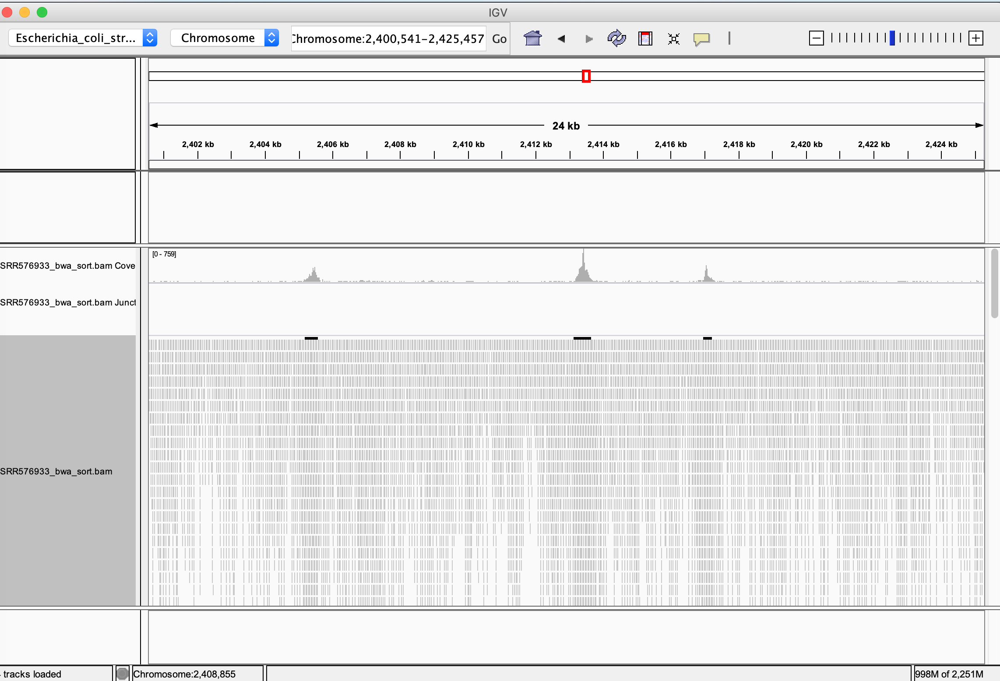 IGV
Escherichia_coli_str... Chromosome Chromosome:2,400,541-2,425,457 Go
24 kb
2,402 kb 2,404 kb 2,406 kb 2,408 kb 2,410 kb 2,412 kb 2,414 kb 2,416 kb 2,418 kb 2,420 kb 2,422 kb 2,424 kb
[0 - 759]
SRR576933_bwa_sort.bam Cove
SRR576933_bwa_sort.bam Junct
SRR576933_bwa_sort.bam
tracks loaded Chromosome:2,408,855 998M of 2,251M